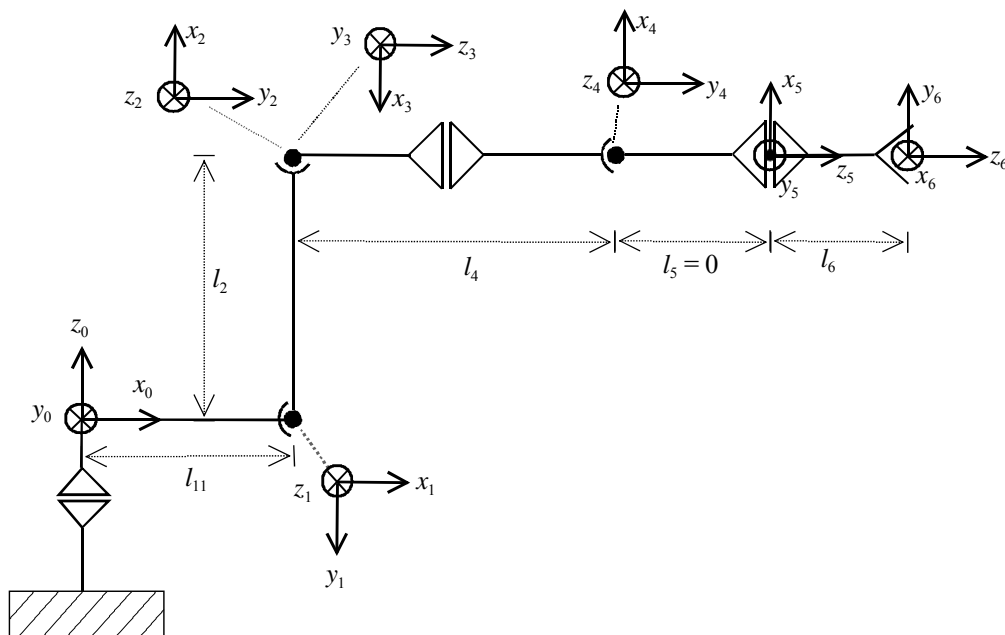 x₂
y₃
z₃
x₄
z₂
y₂
x₃
z₄
y₄
x₅
y₆
y₅
z₅
x₆
z₆
l₂
l₄
l₅ = 0
l₆
z₀
x₀
y₀
l₁₁
z₁
x₁
y₁